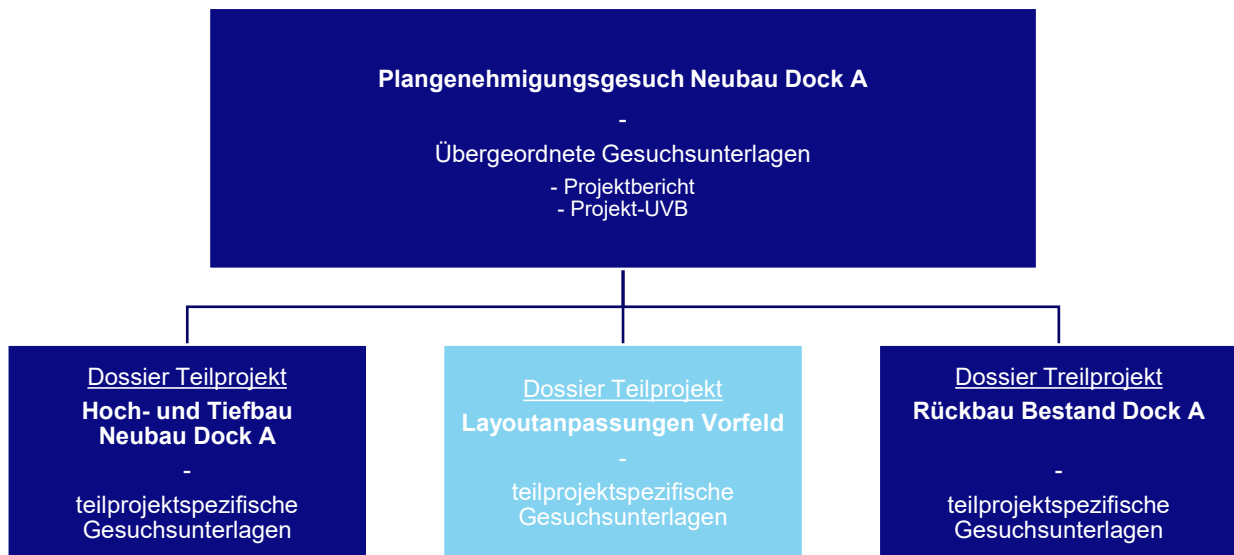 Plangenehmigungsgesuch Neubau Dock A
-
Übergeordnete Gesuchsunterlagen
- Projektbericht
- Projekt-UVB
Dossier Teilprojekt
Hoch- und Tiefbau
Neubau Dock A
-
teilprojektspezifische
Gesuchsunterlagen
Dossier Teilprojekt
Layoutanpassungen Vorfeld
-
teilprojektspezifische
Gesuchsunterlagen
Dossier Treilprojekt
Rückbau Bestand Dock A
-
teilprojektspezifische
Gesuchsunterlagen